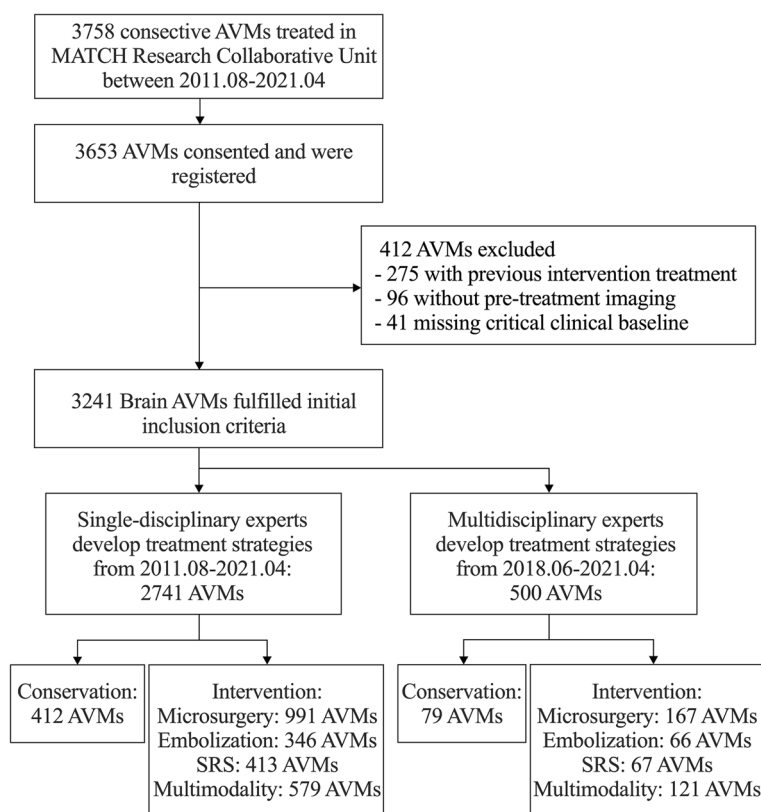 3758 consective AVMs treated in
MATCH Research Collaborative Unit
between 2011.08-2021.04
3653 AVMs consented and were
registered
412 AVMs excluded
- 275 with previous intervention treatment
- 96 without pre-treatment imaging
- 41 missing critical clinical baseline
3241 Brain AVMs fulfilled initial
inclusion criteria
Single-disciplinary experts
develop treatment strategies
from 2011.08-2021.04:
2741 AVMs
Multidisciplinary experts
develop treatment strategies
from 2018.06-2021.04:
500 AVMs
Conservation:
412 AVMs
Intervention:
Microsurgery: 991 AVMs
Embolization: 346 AVMs
SRS: 413 AVMs
Multimodality: 579 AVMs
Conservation:
79 AVMs
Intervention:
Microsurgery: 167 AVMs
Embolization: 66 AVMs
SRS: 67 AVMs
Multimodality: 121 AVMs